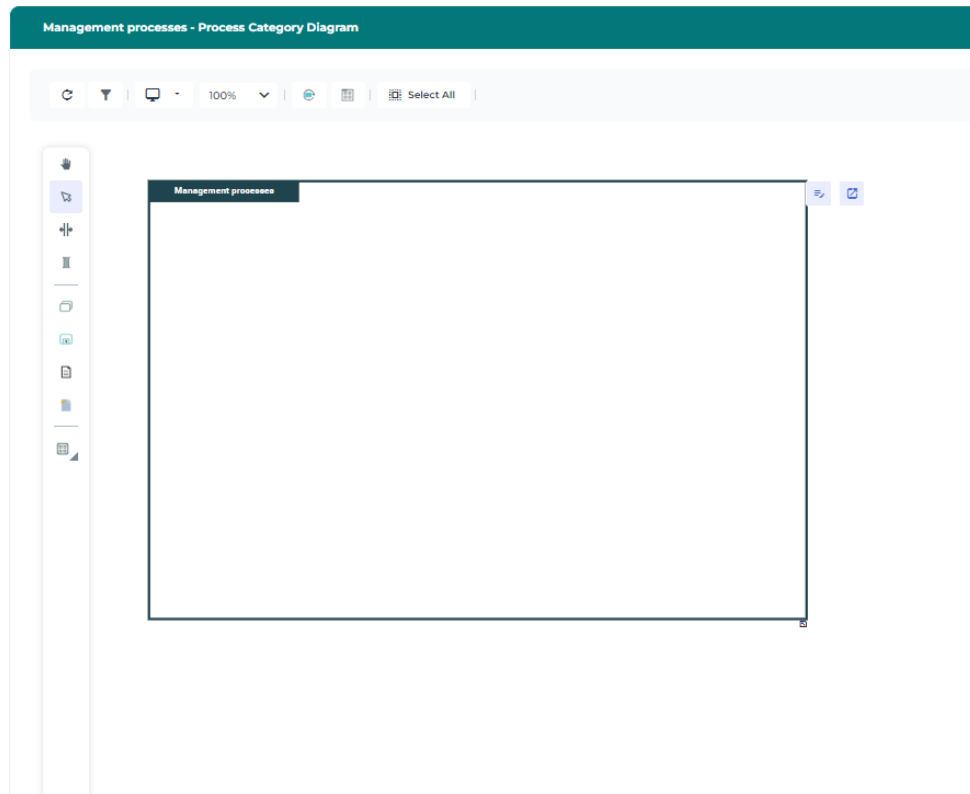 Management processes - Process Category Diagram
100%
Select All
Management processes